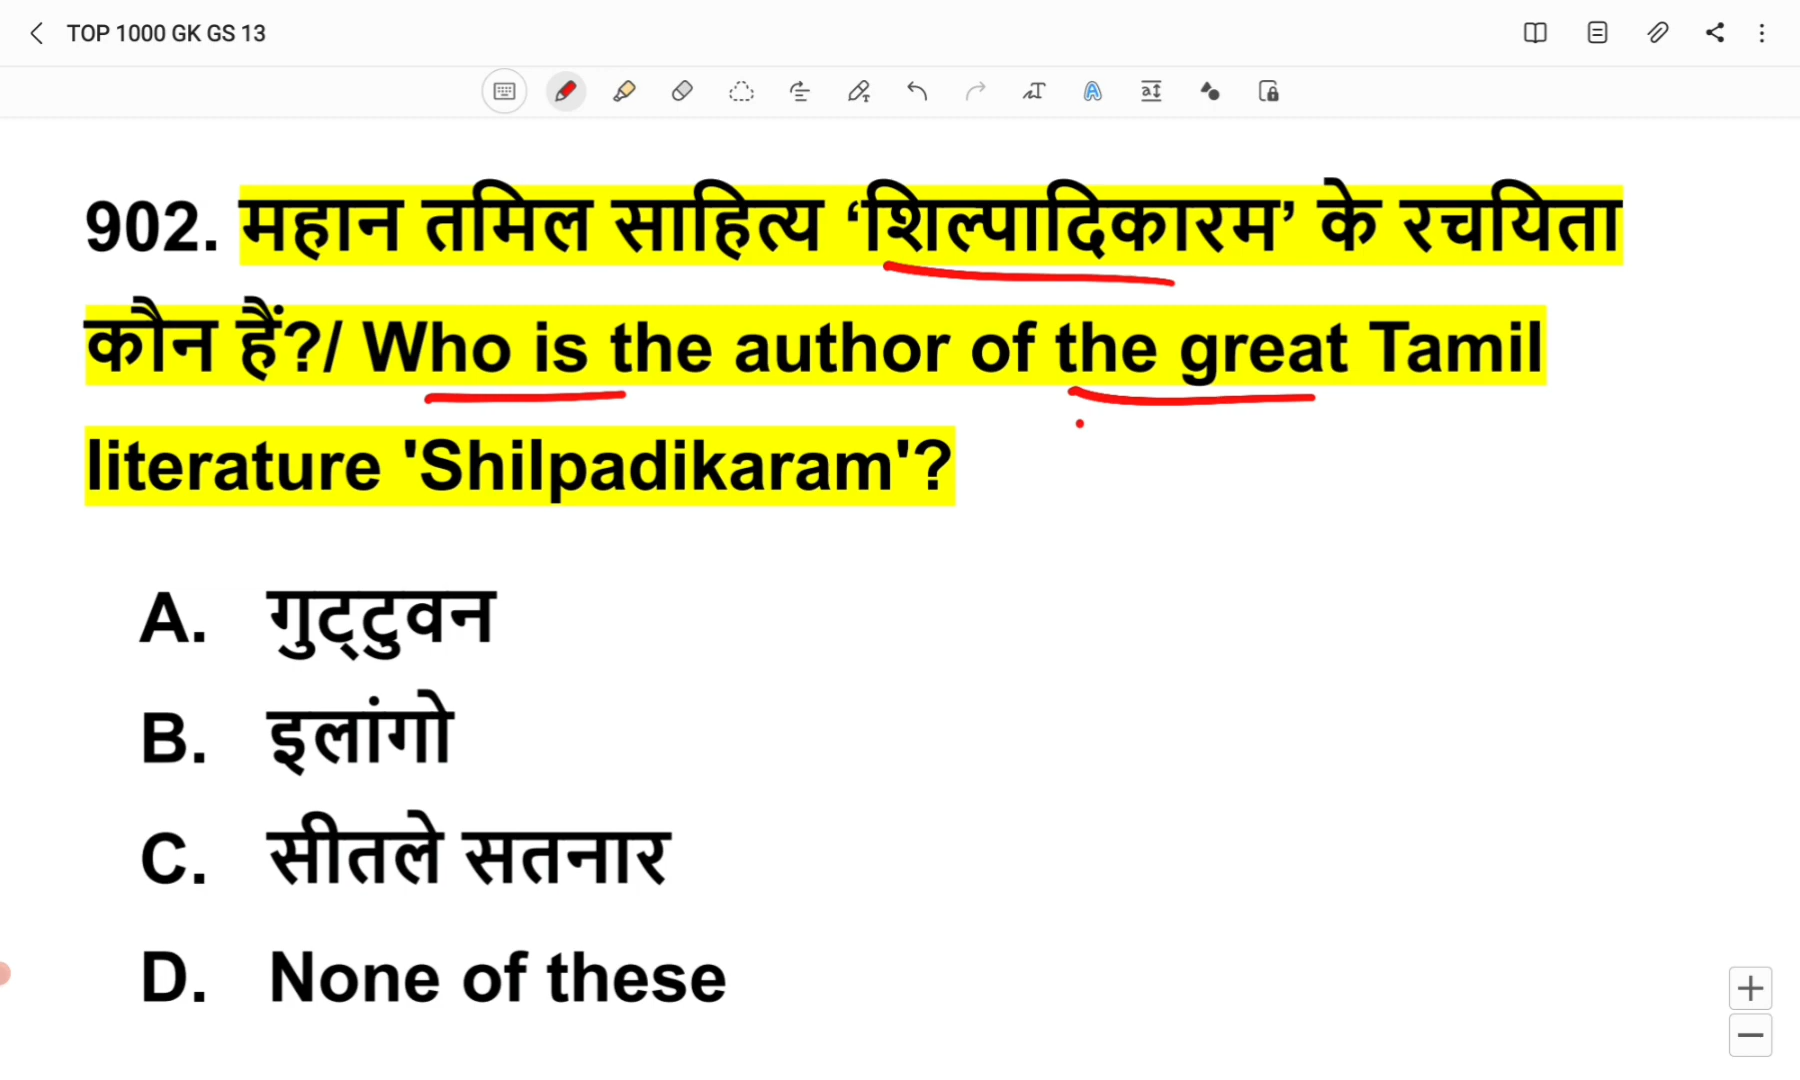 TOP 1000 GK GS 13
902. महान तमिल साहित्य ‘शिल्पादिकारम’ के रचयिता
कौन हैं?/ Who is the author of the great Tamil
literature 'Shilpadikaram'?
A. गुट्टुवन
B. इलांगो
C. सीतले सतनार
D. None of these